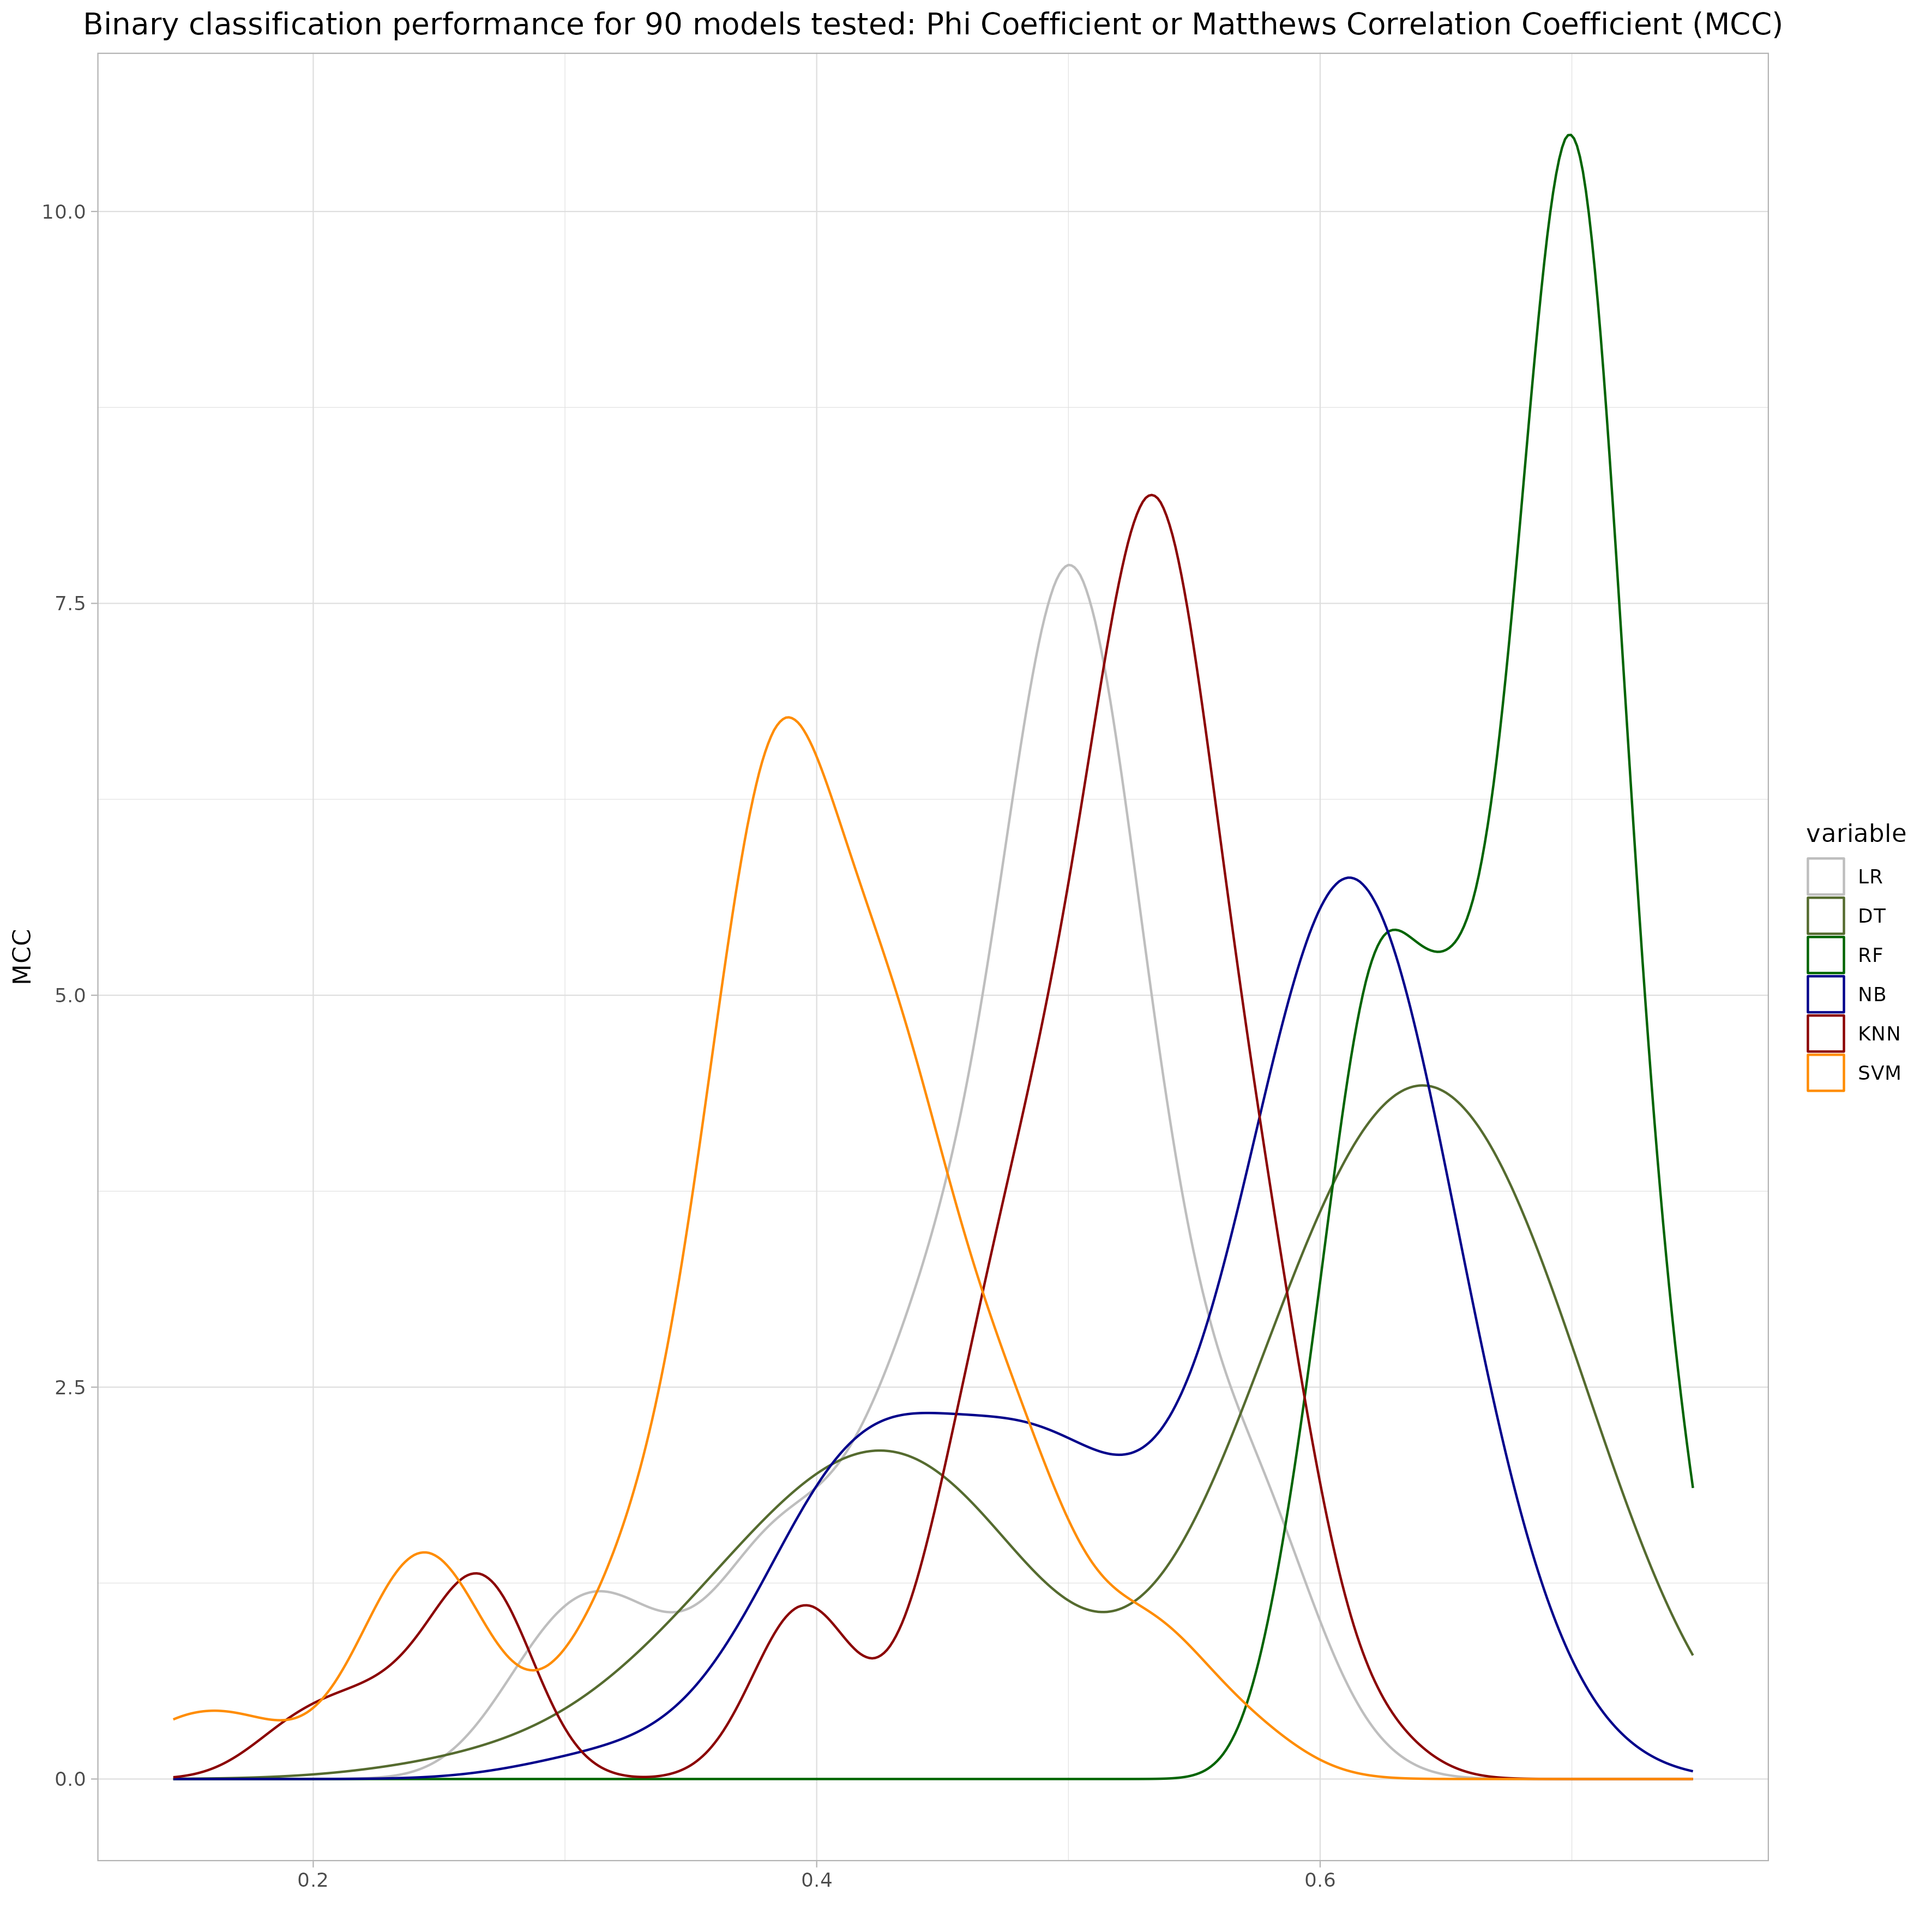 Binary classification performance for 90 models tested: Phi Coefficient or Matthews Correlation Coefficient (MCC)
10.0
7.5
5.0
2.5
0.0
MCC
0.2 0.4 0.6
variable
LR
DT
RF
NB
KNN
SVM